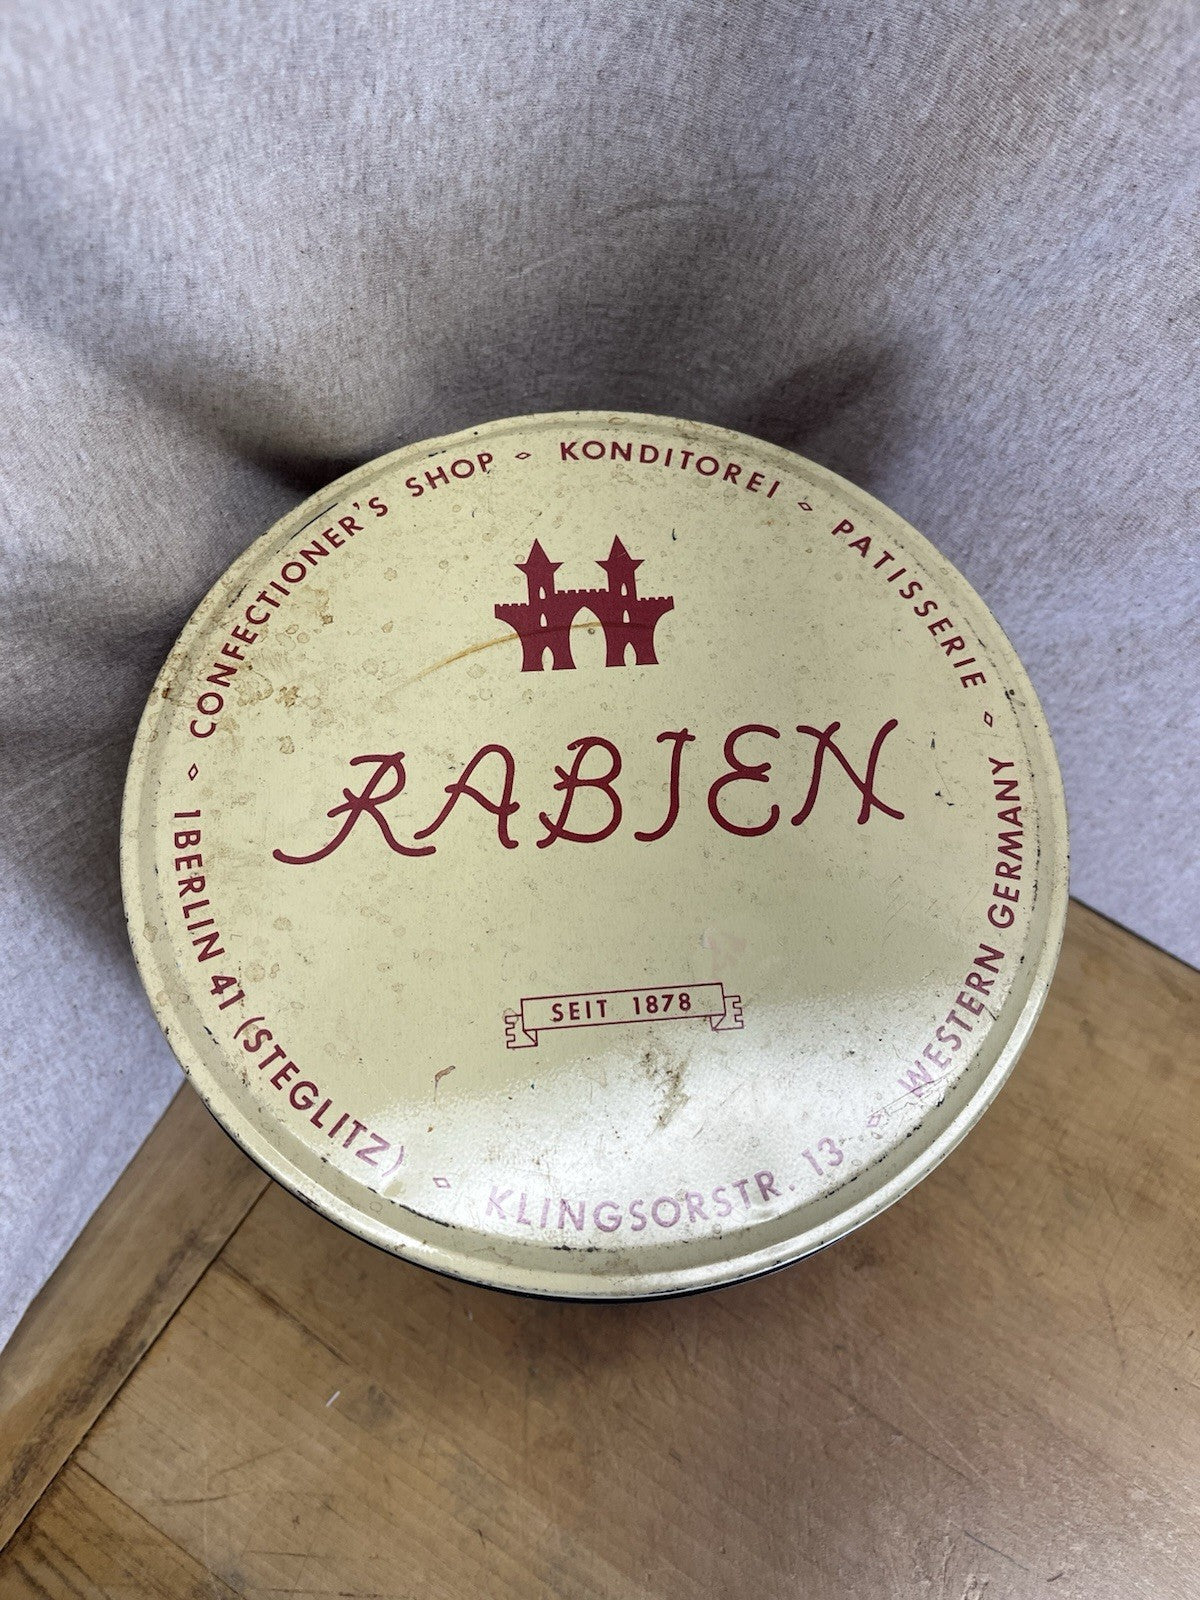 CONFECTIONER'S SHOP ⋄ KONDITOREI ⋄ PATISSERIE ⋄ WESTERN GERMANY ⋄ KLINGSORSTR. 13 ⋄ 1 BERLIN 41 (STEGLITZ) ⋄
RABIEN
SEIT 1878